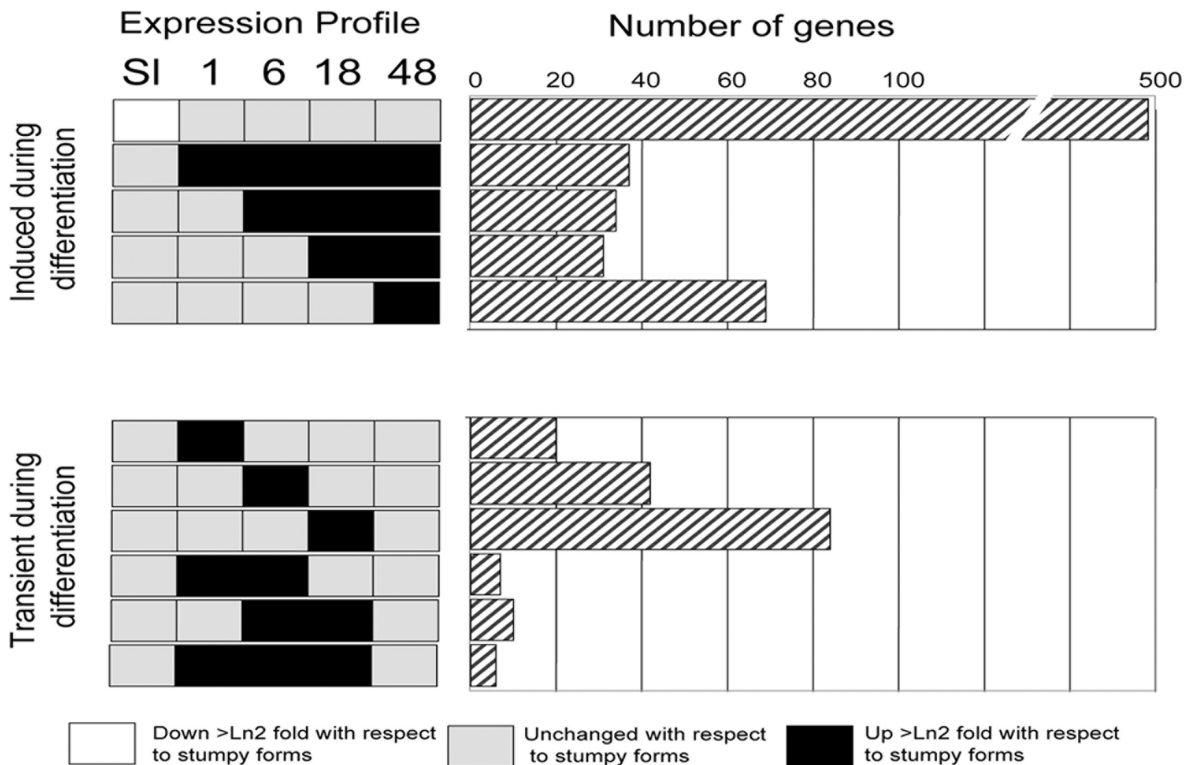 Expression Profile
Number of genes
SI 1 6 18 48
0 20 40 60 80 100 500
Induced during
differentiation
Transient during
differentiation
Down >Ln2 fold with respect
to stumpy forms
Unchanged with respect
to stumpy forms
Up >Ln2 fold with respect
to stumpy forms